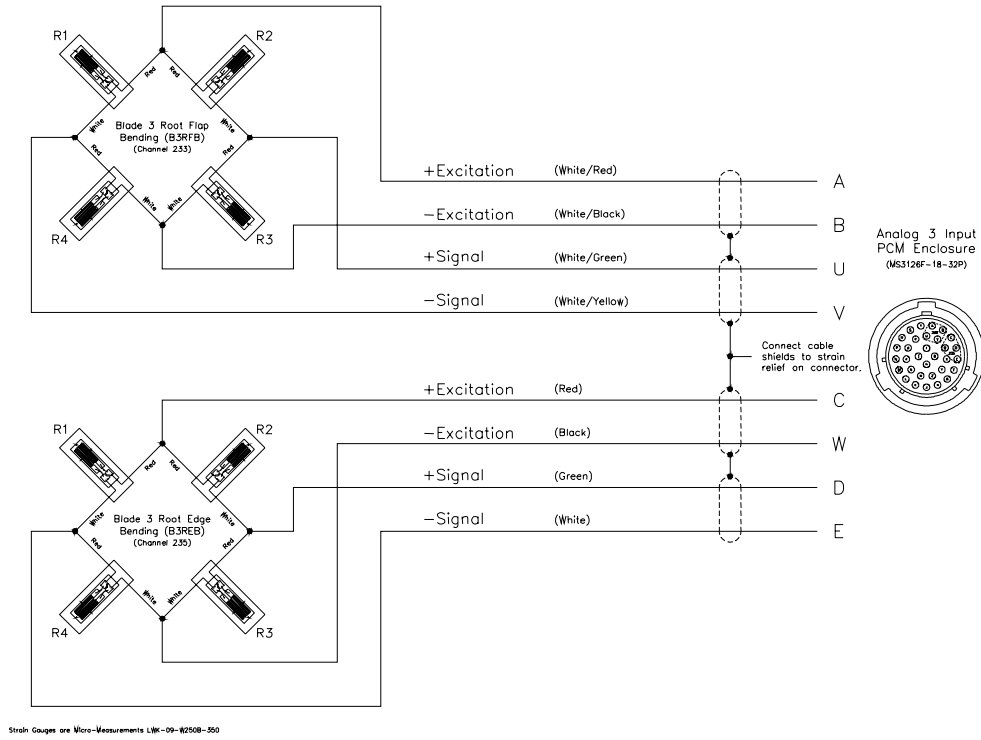 R1
R2
Red
Red
White
White
Blade 3 Root Flap
Bending (B3RFB)
(Channel 233)
Red
Red
White
White
R4
R3
+Excitation (White/Red) A
-Excitation (White/Black) B
+Signal (White/Green) U
-Signal (White/Yellow) V
Analog 3 Input
PCM Enclosure
(MS3126F-18-32P)
Connect cable
shields to strain
relief on connector.
+Excitation (Red) C
-Excitation (Black) W
+Signal (Green) D
-Signal (White) E
R1
R2
Red
Red
White
White
Blade 3 Root Edge
Bending (B3REB)
(Channel 235)
Red
Red
White
White
R4
R3
Strain Gauges are Micro-Measurements LWK-09-W250B-350